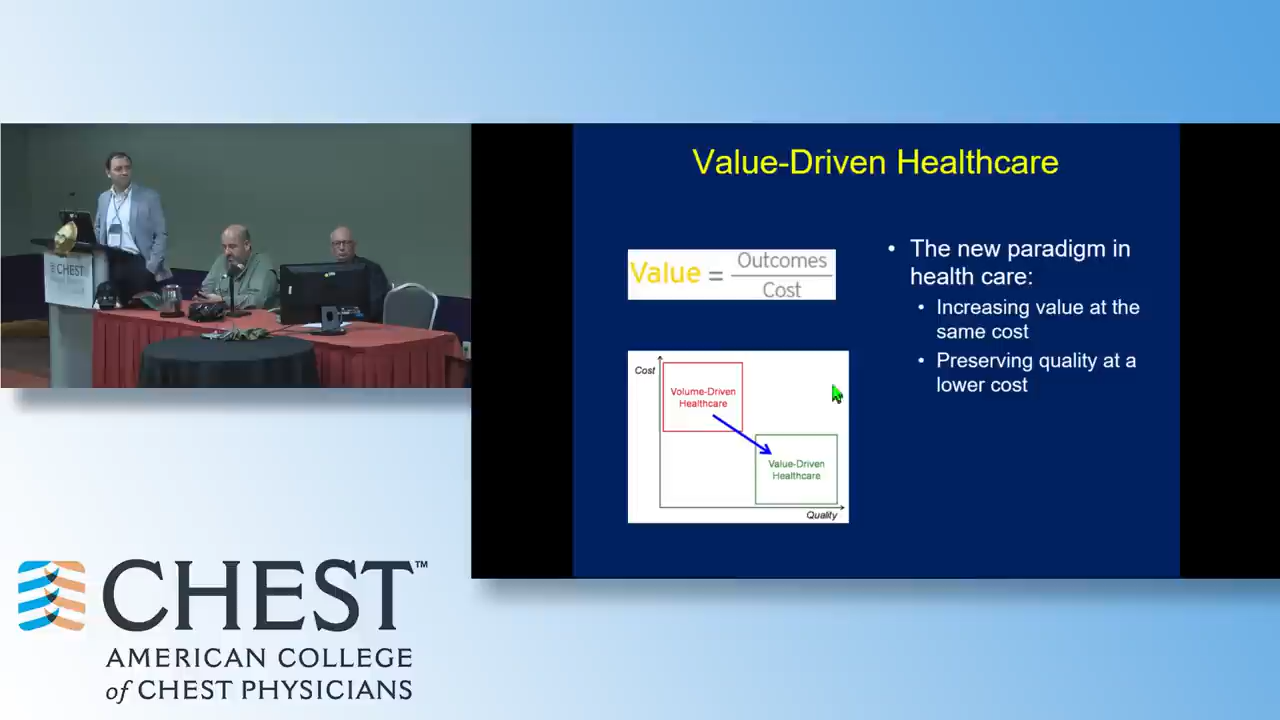 Value-Driven Healthcare
Value = Outcomes
Cost
• The new paradigm in
health care:
• Increasing value at the
same cost
• Preserving quality at a
lower cost
Cost
Volume-Driven
Healthcare
Value-Driven
Healthcare
Quality
CHEST
CHEST™
AMERICAN COLLEGE
of CHEST PHYSICIANS